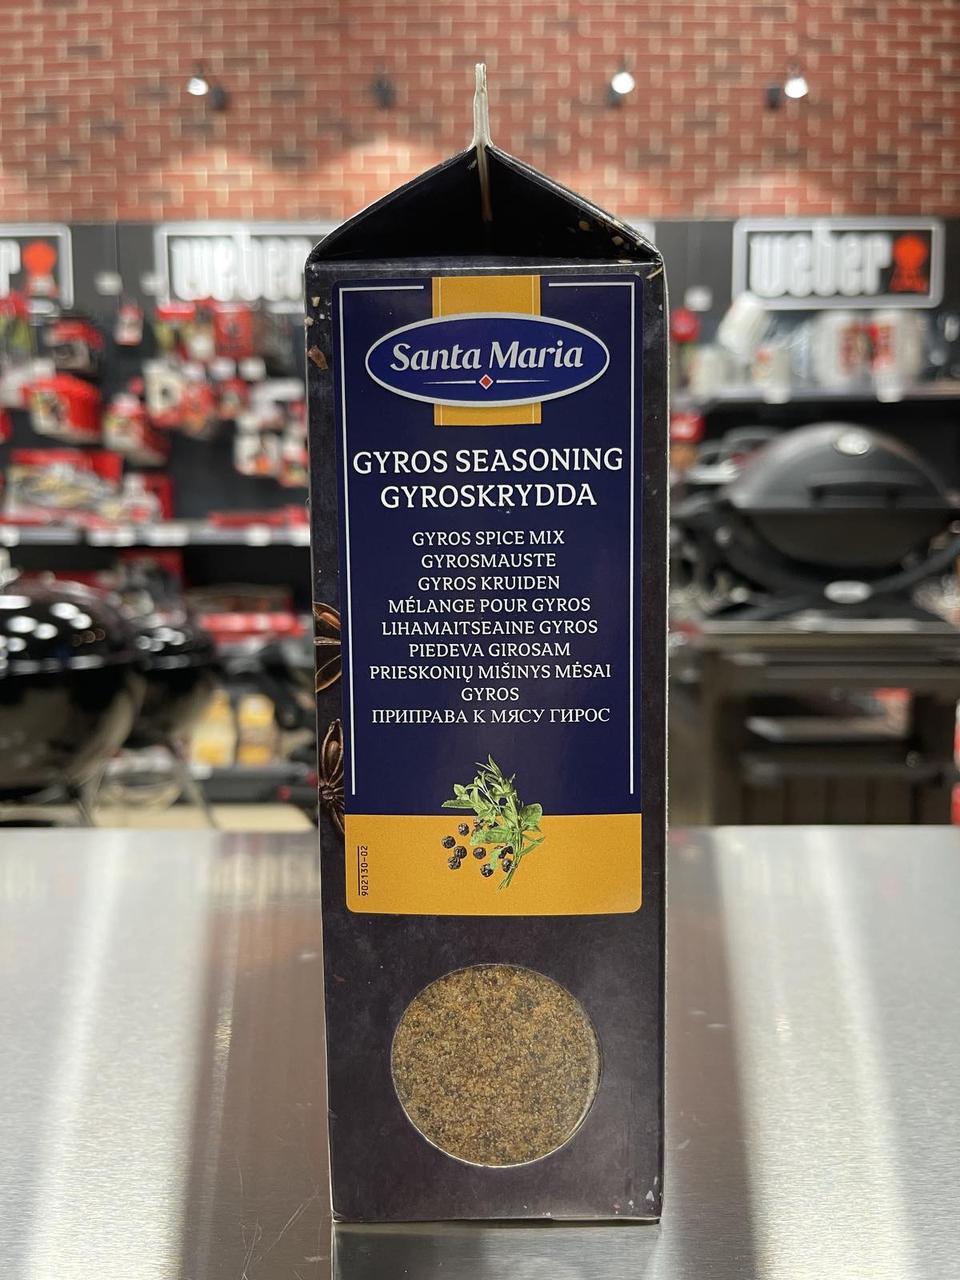 weber
weber
Santa Maria
GYROS SEASONING
GYROSKRYDDA
GYROS SPICE MIX
GYROSMAUSTE
GYROS KRUIDEN
MÉLANGE POUR GYROS
LIHAMAITSEAINE GYROS
PIEDEVA GIROSAM
PRIESKONIŲ MIŠINYS MĖSAI
GYROS
ПРИПРАВА К МЯСУ ГИРОС
902130-02